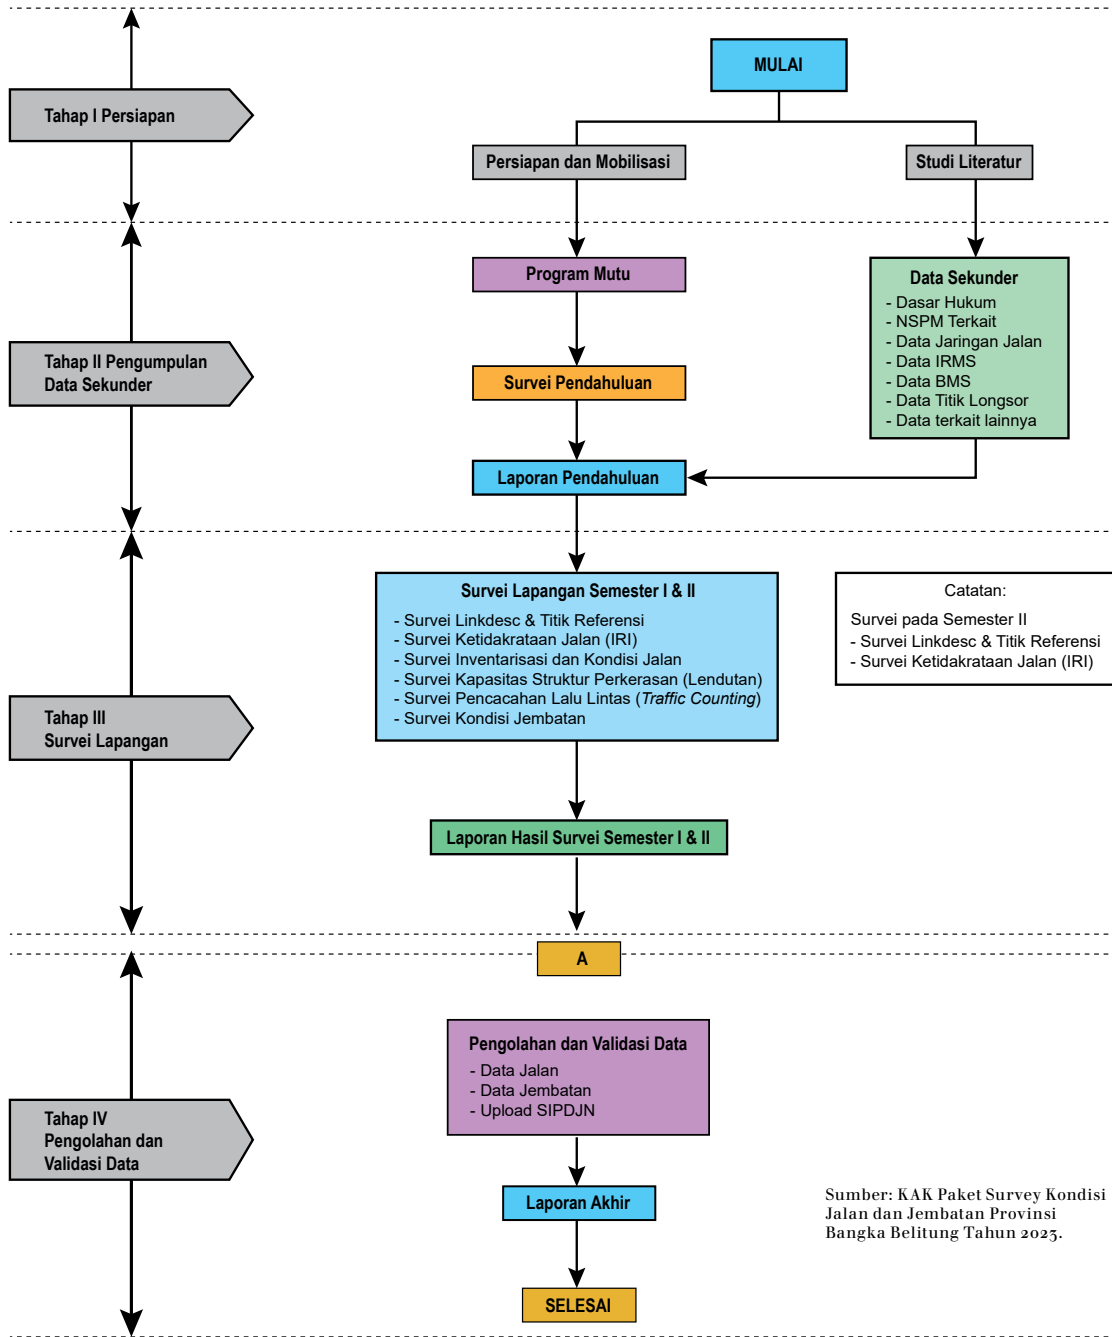 MULAI
Tahap I Persiapan
Persiapan dan Mobilisasi
Studi Literatur
Program Mutu
Data Sekunder
- Dasar Hukum
- NSPM Terkait
- Data Jaringan Jalan
- Data IRMS
- Data BMS
- Data Titik Longsor
- Data terkait lainnya
Tahap II Pengumpulan
Data Sekunder
Survei Pendahuluan
Laporan Pendahuluan
Survei Lapangan Semester I & II
- Survei Linkdesc & Titik Referensi
- Survei Ketidakrataan Jalan (IRI)
- Survei Inventarisasi dan Kondisi Jalan
- Survei Kapasitas Struktur Perkerasan (Lendutan)
- Survei Pencacahan Lalu Lintas (Traffic Counting)
- Survei Kondisi Jembatan
Catatan:
Survei pada Semester II
- Survei Linkdesc & Titik Referensi
- Survei Ketidakrataan Jalan (IRI)
Tahap III
Survei Lapangan
Laporan Hasil Survei Semester I & II
A
Pengolahan dan Validasi Data
- Data Jalan
- Data Jembatan
- Upload SIPDJN
Tahap IV
Pengolahan dan
Validasi Data
Laporan Akhir
Sumber: KAK Paket Survey Kondisi
Jalan dan Jembatan Provinsi
Bangka Belitung Tahun 2023.
SELESAI